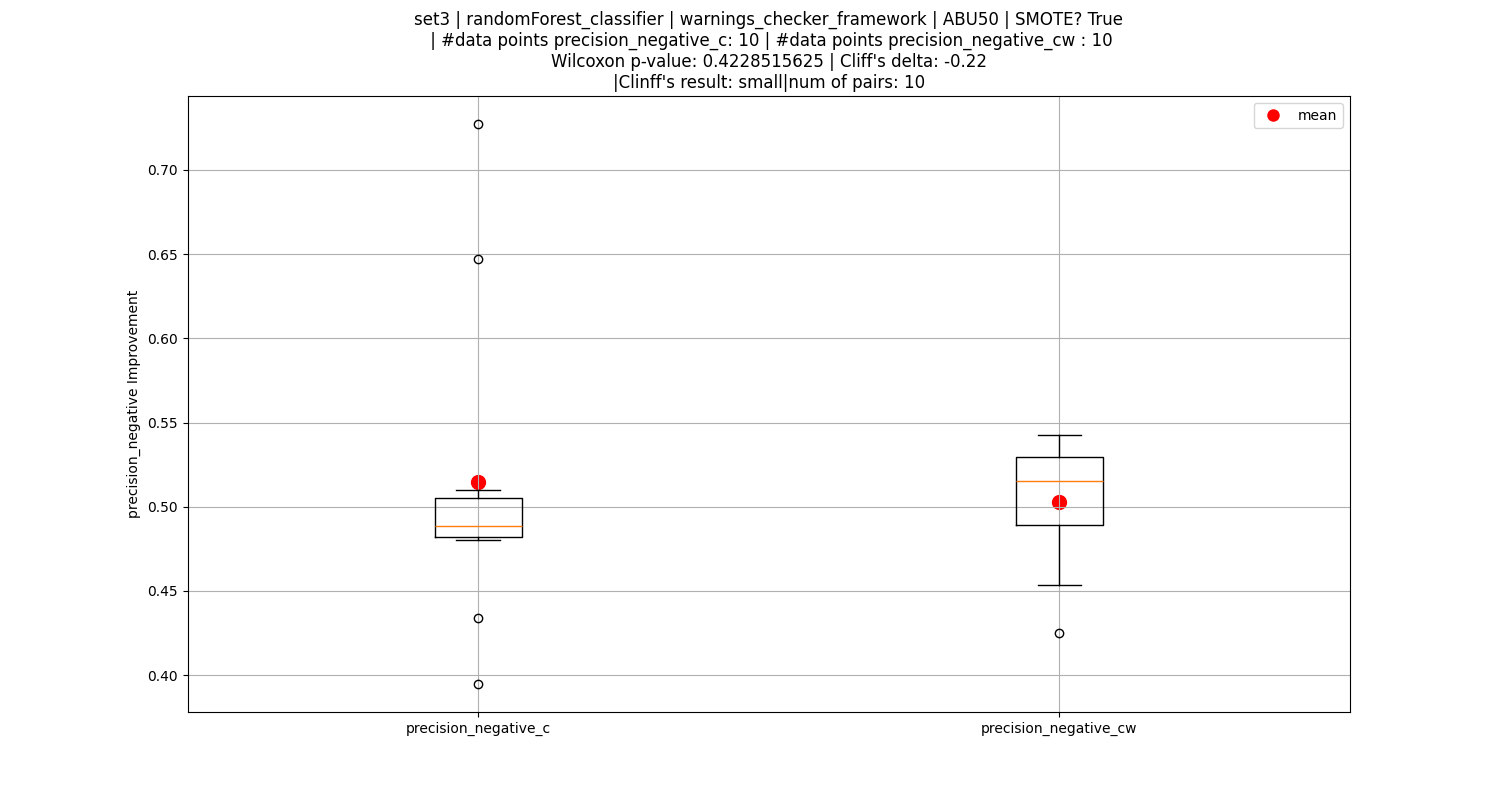 set3 | randomForest_classifier | warnings_checker_framework | ABU50 | SMOTE? True
| #data points precision_negative_c: 10 | #data points precision_negative_cw : 10
Wilcoxon p-value: 0.4228515625 | Cliff's delta: -0.22
|Clinff's result: small|num of pairs: 10
mean
precision_negative Improvement
0.70
0.65
0.60
0.55
0.50
0.45
0.40
precision_negative_c
precision_negative_cw